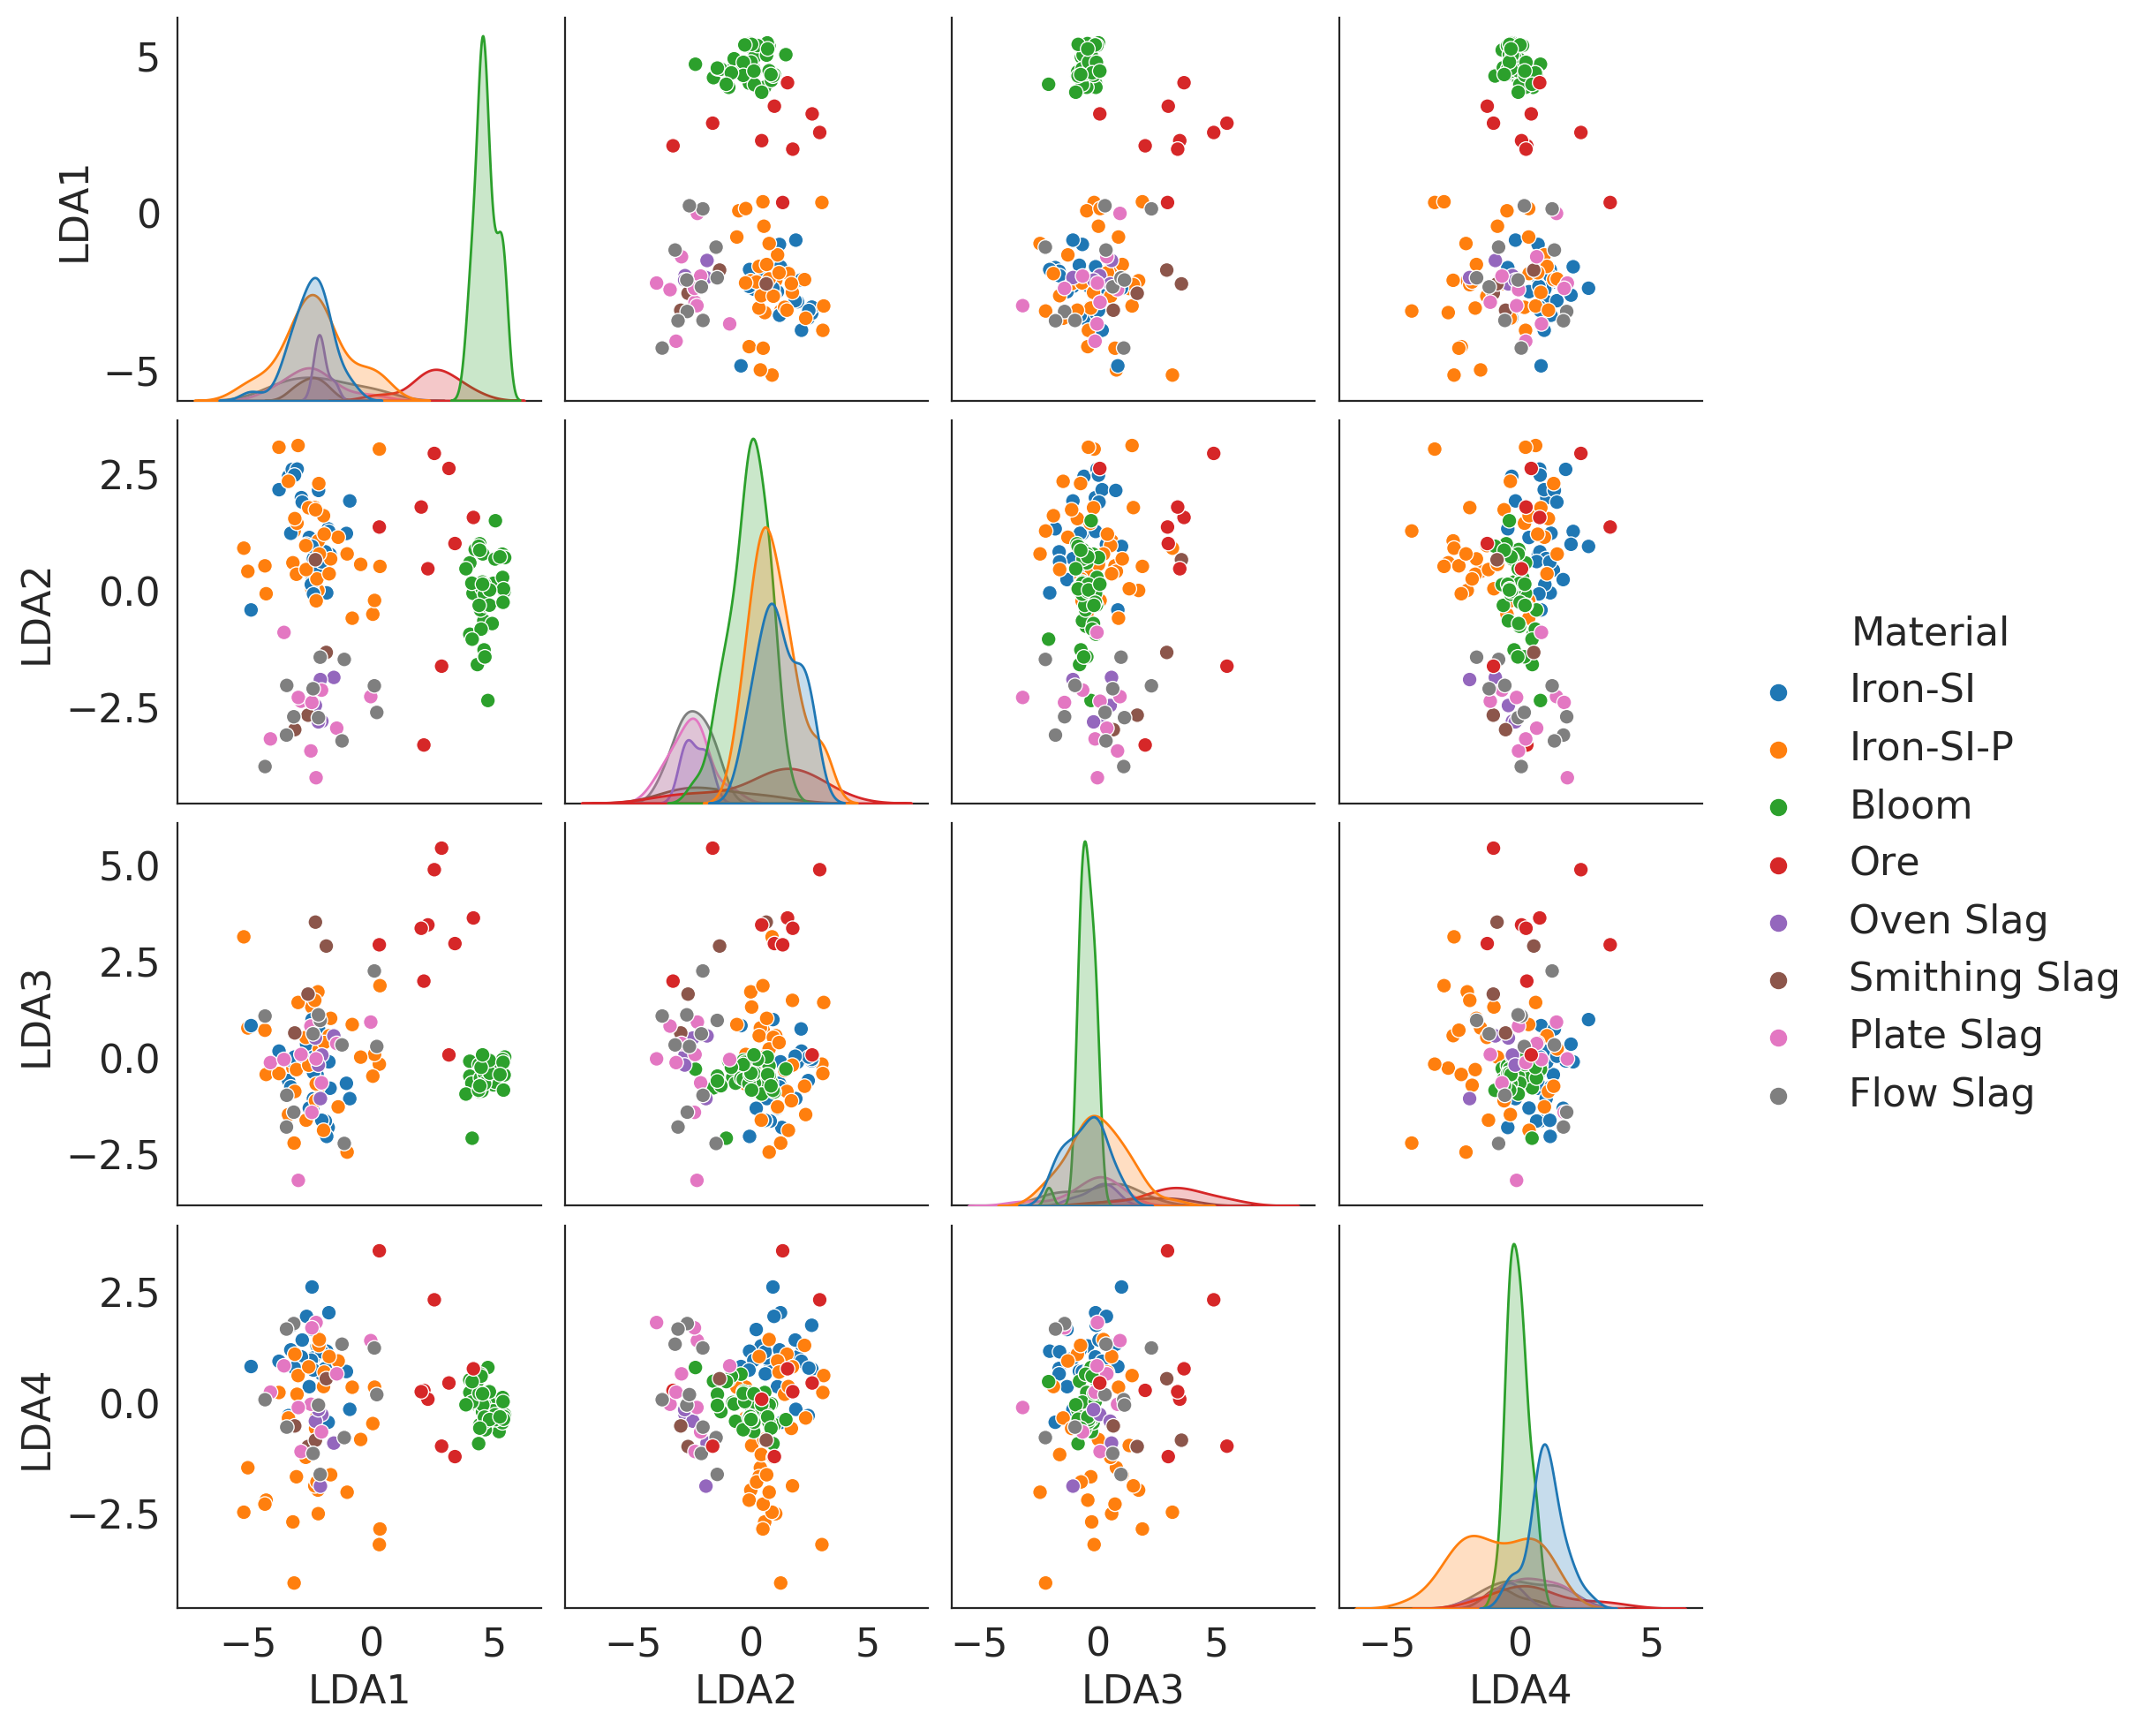 LDA1
5
0
−5
LDA2
2.5
0.0
−2.5
LDA3
5.0
2.5
0.0
−2.5
LDA4
2.5
0.0
−2.5
−5 0 5 −5 0 5 −5 0 5 −5 0 5
LDA1 LDA2 LDA3 LDA4
Material
Iron-SI
Iron-SI-P
Bloom
Ore
Oven Slag
Smithing Slag
Plate Slag
Flow Slag